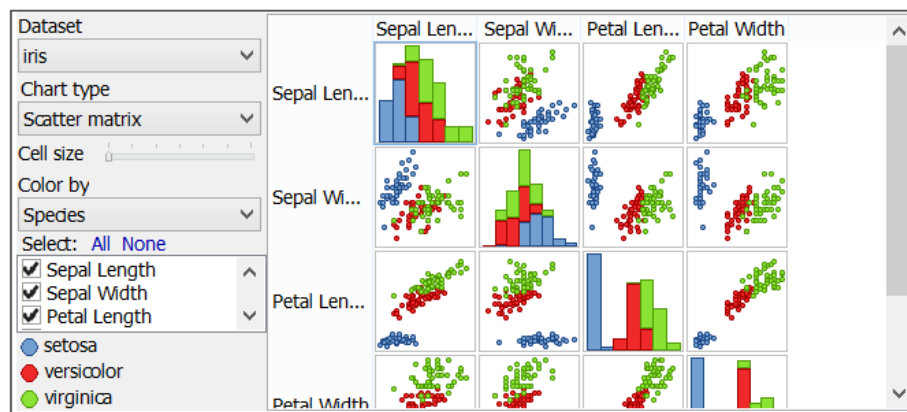 Dataset
iris
Chart type
Scatter matrix
Cell size
Color by
Species
Select: All None
Sepal Length
Sepal Width
Petal Length
setosa
versicolor
virginica
Sepal Len... Sepal Wi... Petal Len... Petal Width
Sepal Len...
Sepal Wi...
Petal Len...
Petal Width